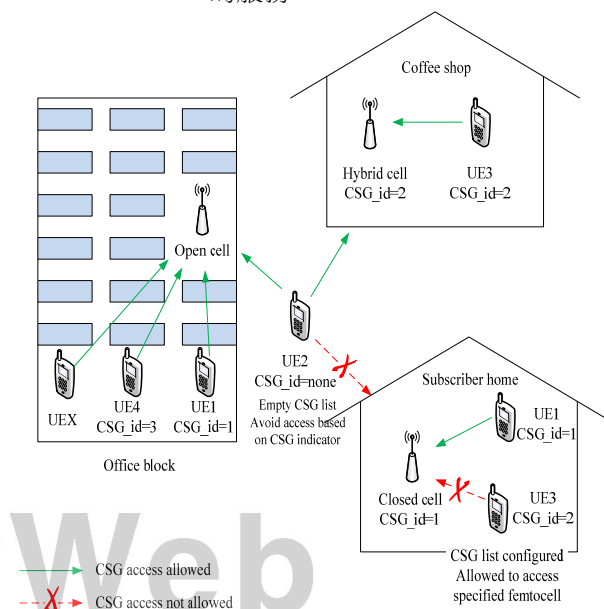 Coffee shop
Hybrid cell
CSG_id=2
UE3
CSG_id=2
Open cell
UEX
UE4
CSG_id=3
UE1
CSG_id=1
Office block
UE2
CSG_id=none
Empty CSG list
Avoid access based
on CSG indicator
Subscriber home
UE1
CSG_id=1
Closed cell
CSG_id=1
UE3
CSG_id=2
CSG list configured
Allowed to access
specified femtocell
Web
CSG access allowed
CSG access not allowed